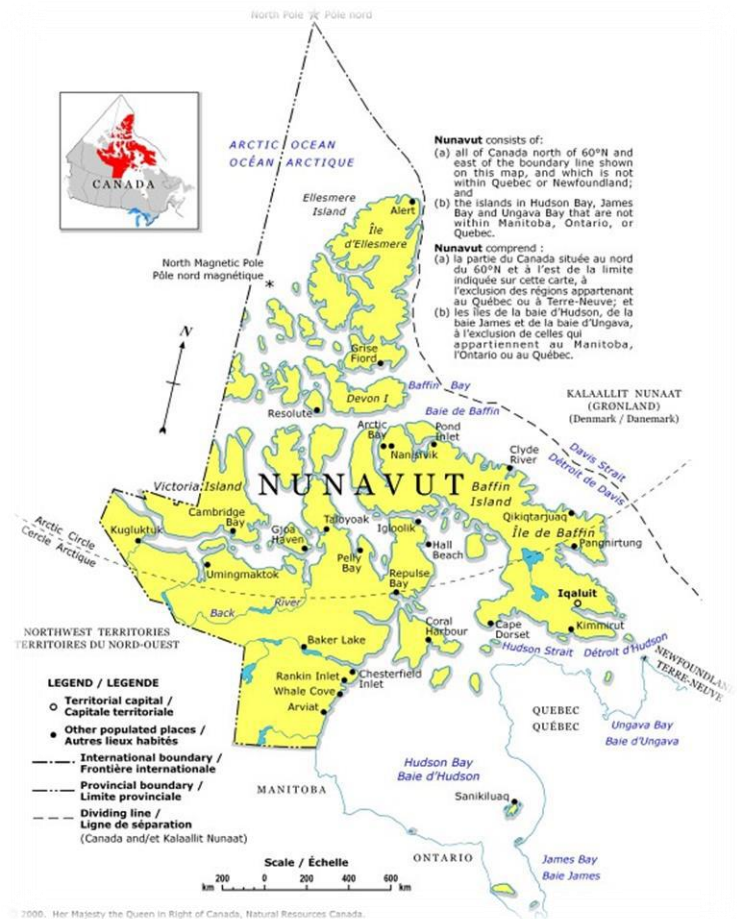 North Pole Pôle nord
CANADA
ARCTIC OCEAN
OCÉAN ARCTIQUE
Nunavut consists of:
(a) all of Canada north of 60°N and
east of the boundary line shown
on this map, and which is not
within Quebec or Newfoundland;
and
(b) the islands in Hudson Bay, James
Bay and Ungava Bay that are not
within Manitoba, Ontario, or
Quebec.
Nunavut comprend :
(a) la partie du Canada située au nord
du 60°N et à l'est de la limite
indiquée sur cette carte, à
l'exclusion des régions appartenant
au Québec ou à Terre-Neuve; et
(b) les îles de la baie d'Hudson, de la
baie James et de la baie d'Ungava,
à l'exclusion de celles qui
appartiennent au Manitoba,
l'Ontario ou au Québec.
Ellesmere
Island
Alert
Île
d'Ellesmere
North Magnetic Pole
Pôle nord magnétique
N
Grise
Fiord
Devon I
Resolute
Baffin Bay
Baie de Baffin
KALAALLIT NUNAAT
(GRØNLAND)
(Denmark / Danemark)
Arctic
Bay
Nanisivik
Pond
Inlet
Clyde
River
Davis Strait
Détroit de Davis
Victoria Island
NUNAVUT
Baffin
Island
Île de Baffin
Cambridge
Bay
Kugluktuk
Gjoa
Haven
Taloyoak
Igloolik
Qikiqtarjuaq
Pangnirtung
Arctic Circle
Cercle Arctique
Umingmaktok
Pelly
Bay
Hall
Beach
Repulse
Bay
Iqaluit
Back River
Coral
Harbour
Cape
Dorset
Kimmirut
NORTHWEST TERRITORIES
TERRITOIRES DU NORD-OUEST
Baker Lake
Hudson Strait Détroit d'Hudson
NEWFOUNDLAND
TERRE-NEUVE
Rankin Inlet
Chesterfield
Inlet
Whale Cove
Arviat
QUEBEC
QUÉBEC
Ungava Bay
Baie d'Ungava
LEGEND / LEGENDE
Territorial capital /
Capitale territoriale
Other populated places /
Autres lieux habités
International boundary /
Frontière internationale
Provincial boundary /
Limite provinciale
Dividing line /
Ligne de séparation
(Canada and/et Kalaallit Nunaat)
Hudson Bay
Baie d'Hudson
MANITOBA
Sanikiluaq
ONTARIO
James Bay
Baie James
Scale / Échelle
200 0 200 400 600
km km
© 2000. Her Majesty the Queen in Right of Canada, Natural Resources Canada.